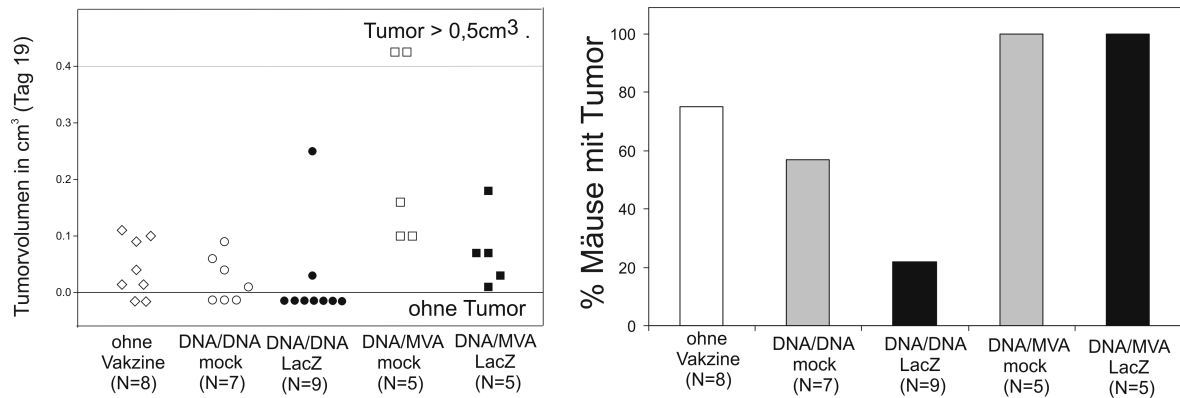 Tumorvolumen in cm³ (Tag 19)
Tumor > 0,5cm³ .
0.4
0.3
0.2
0.1
0.0
ohne Tumor
ohne
Vakzine
(N=8)
DNA/DNA
mock
(N=7)
DNA/DNA
LacZ
(N=9)
DNA/MVA
mock
(N=5)
DNA/MVA
LacZ
(N=5)
% Mäuse mit Tumor
100
80
60
40
20
0
ohne
Vakzine
(N=8)
DNA/DNA
mock
(N=7)
DNA/DNA
LacZ
(N=9)
DNA/MVA
mock
(N=5)
DNA/MVA
LacZ
(N=5)